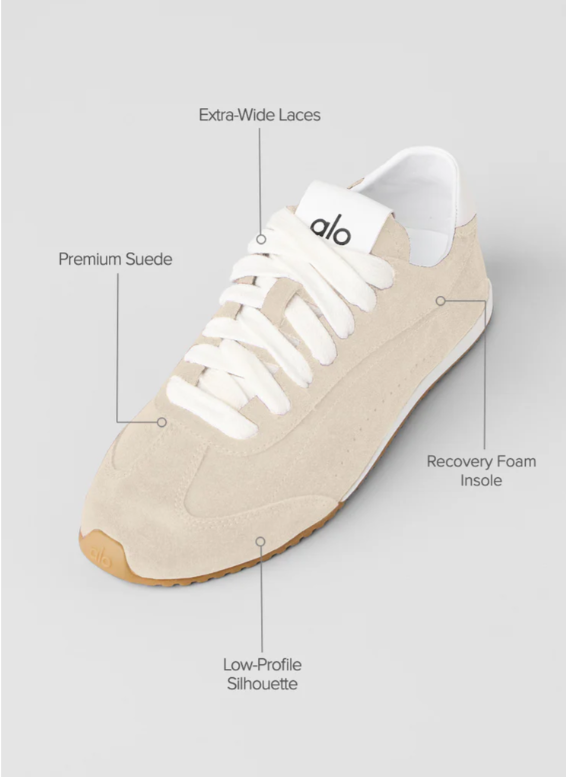 Extra-Wide Laces
alo
Premium Suede
Recovery Foam
Insole
alo
Low-Profile
Silhouette